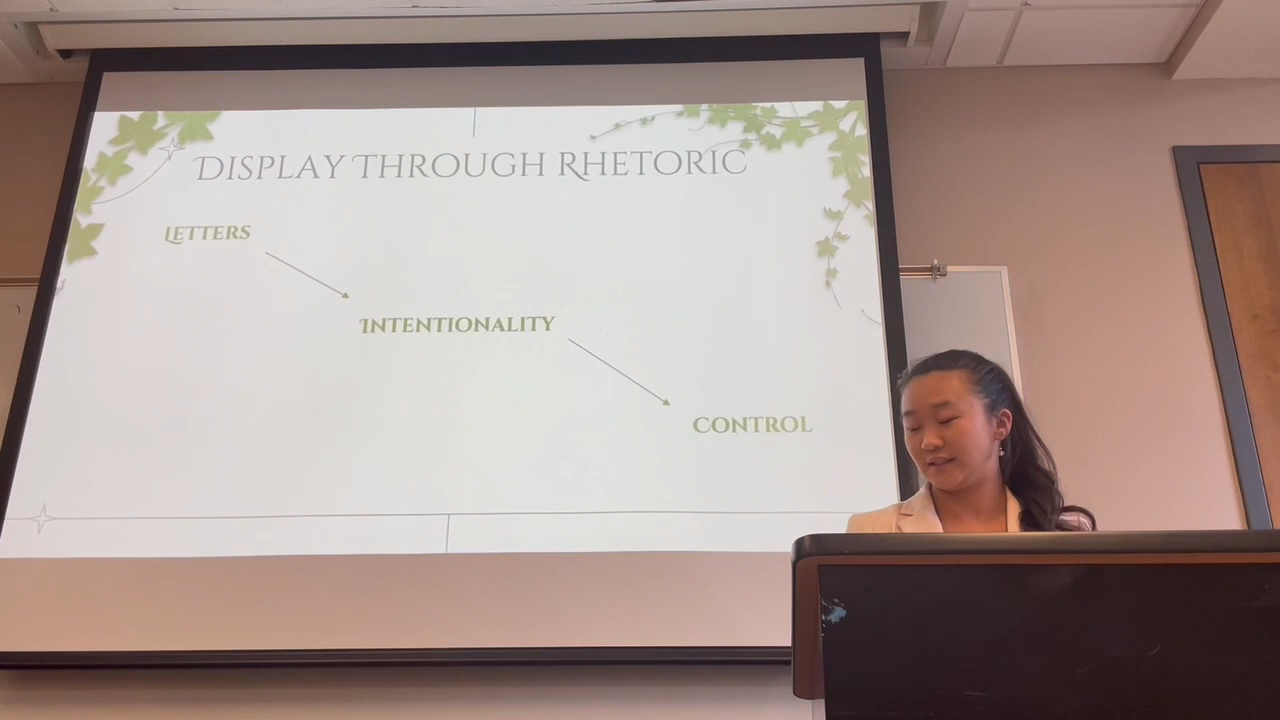 Display Through Rhetoric
Letters
Intentionality
Control